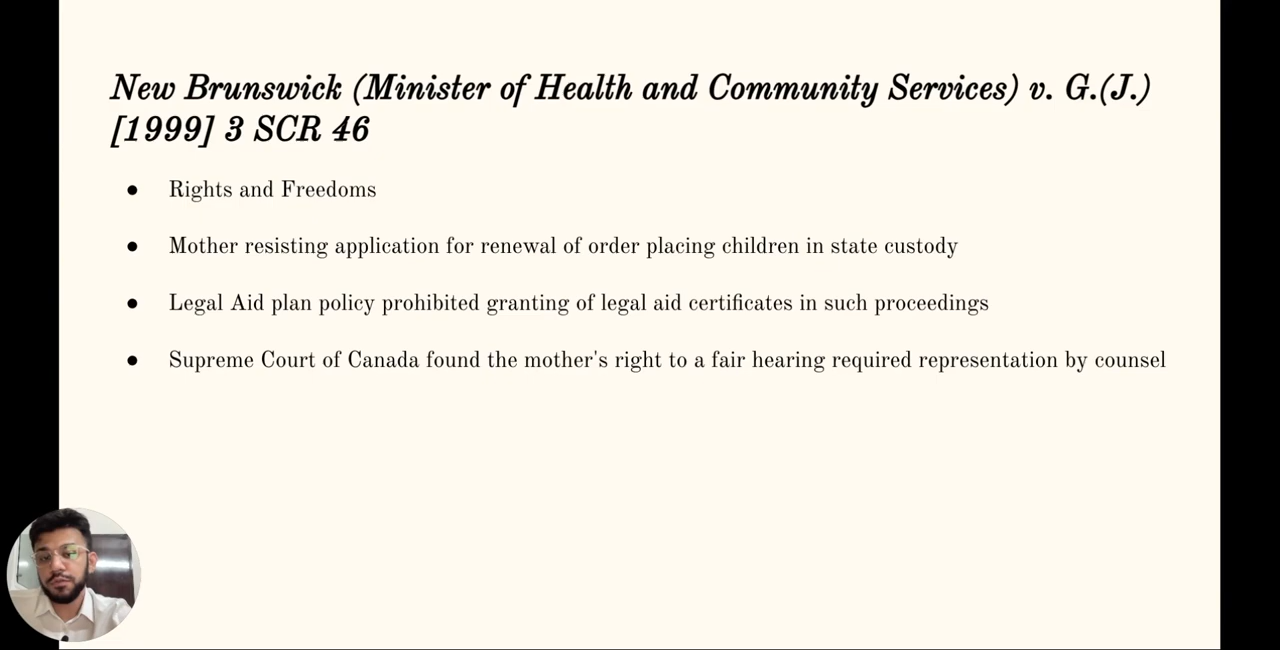 New Brunswick (Minister of Health and Community Services) v. G.(J.)
[1999] 3 SCR 46
● Rights and Freedoms
● Mother resisting application for renewal of order placing children in state custody
● Legal Aid plan policy prohibited granting of legal aid certificates in such proceedings
● Supreme Court of Canada found the mother's right to a fair hearing required representation by counsel